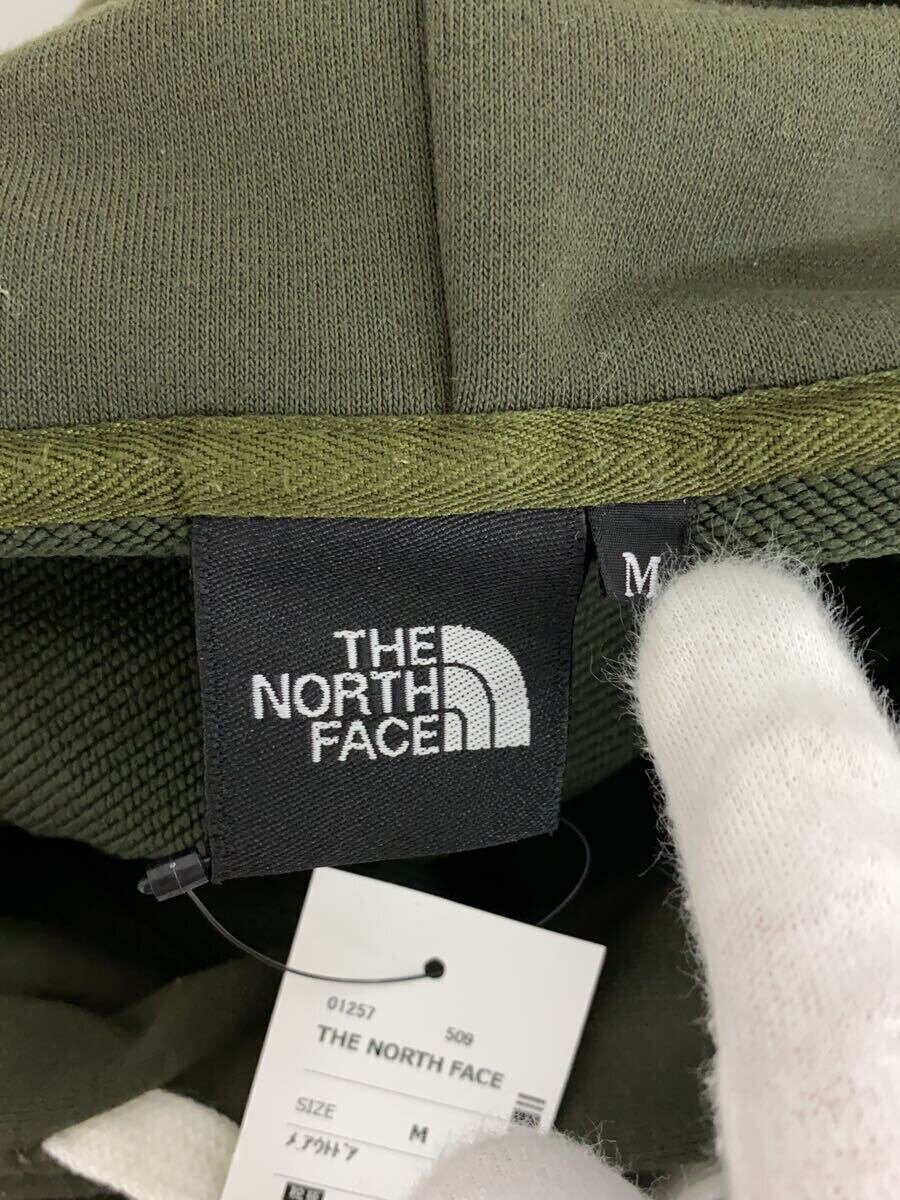 THE
NORTH
FACE
M
01257 509
THE NORTH FACE
SIZE M
メアウトドア